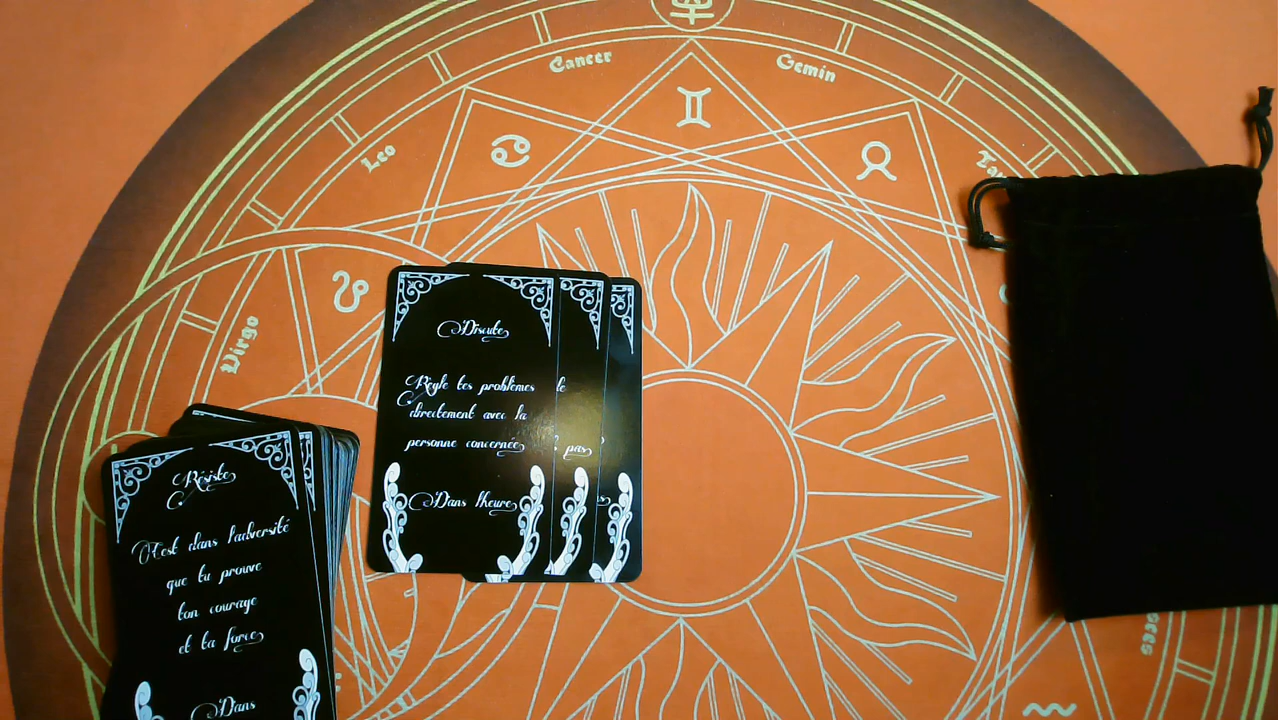 Cancer
Gemin
Leo
Virgo
Discute
Règle tes problèmes
directement avec la
personne concernée
Dans l'heure
pas
Résiste
C'est dans l'adversité
que tu prouve
ton courage
et ta force
Dans